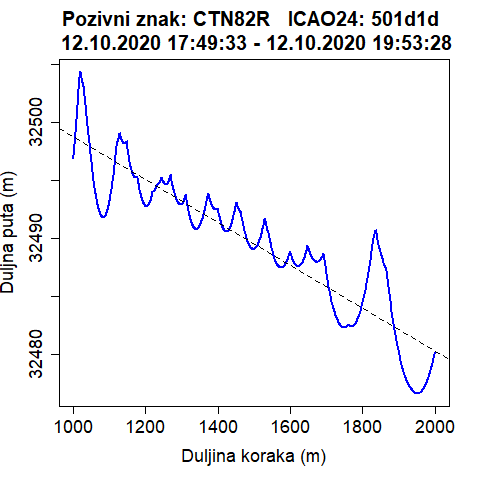 Pozivni znak: CTN82R   ICAO24: 501d1d
12.10.2020 17:49:33 - 12.10.2020 19:53:28
Duljna puta (m)
32500
32490
32480
1000 1200 1400 1600 1800 2000
Duljina koraka (m)